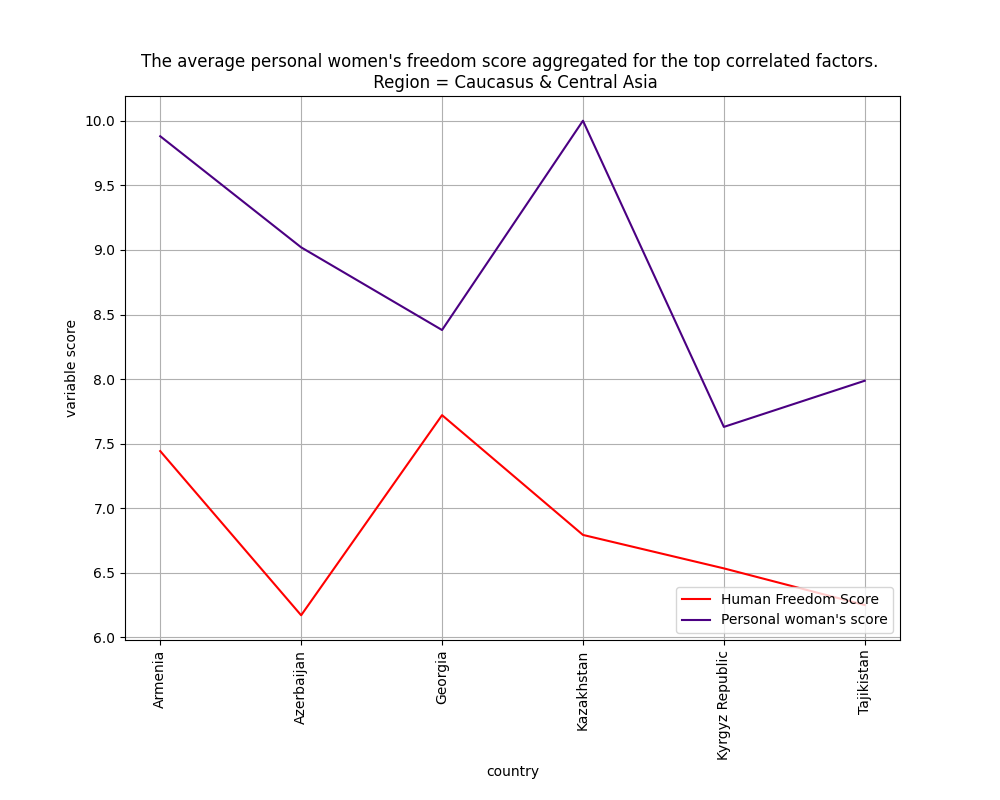 The average personal women's freedom score aggregated for the top correlated factors.
Region = Caucasus & Central Asia
10.0
9.5
9.0
8.5
8.0
7.5
7.0
6.5
6.0
variable score
Human Freedom Score
Personal woman's score
Armenia
Azerbaijan
Georgia
Kazakhstan
Kyrgyz Republic
Tajikistan
country